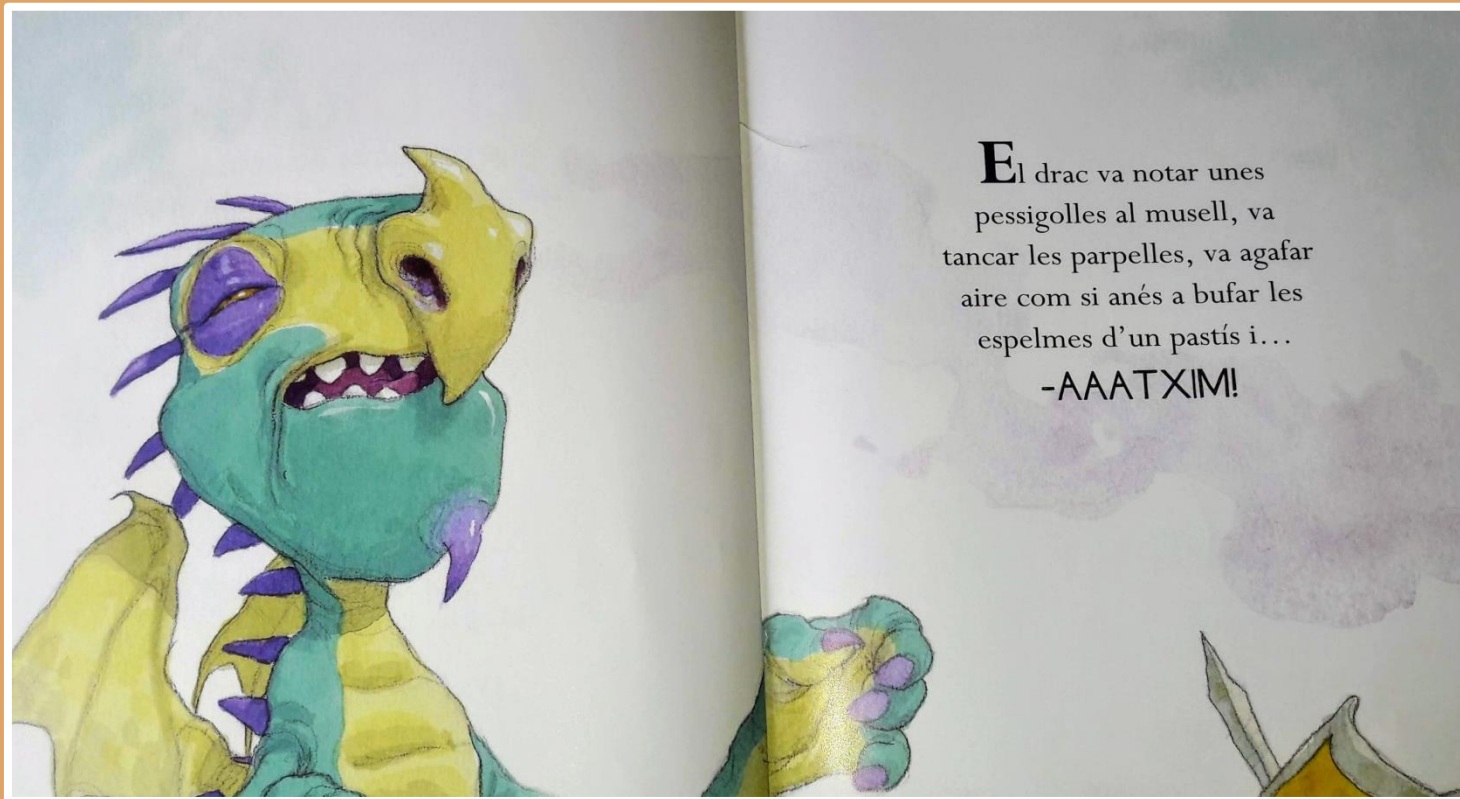 El drac va notar unes
pessigolles al musell, va
tancar les parpelles, va agafar
aire com si anés a bufar les
espelmes d'un pastís i...
-AAATXIM!